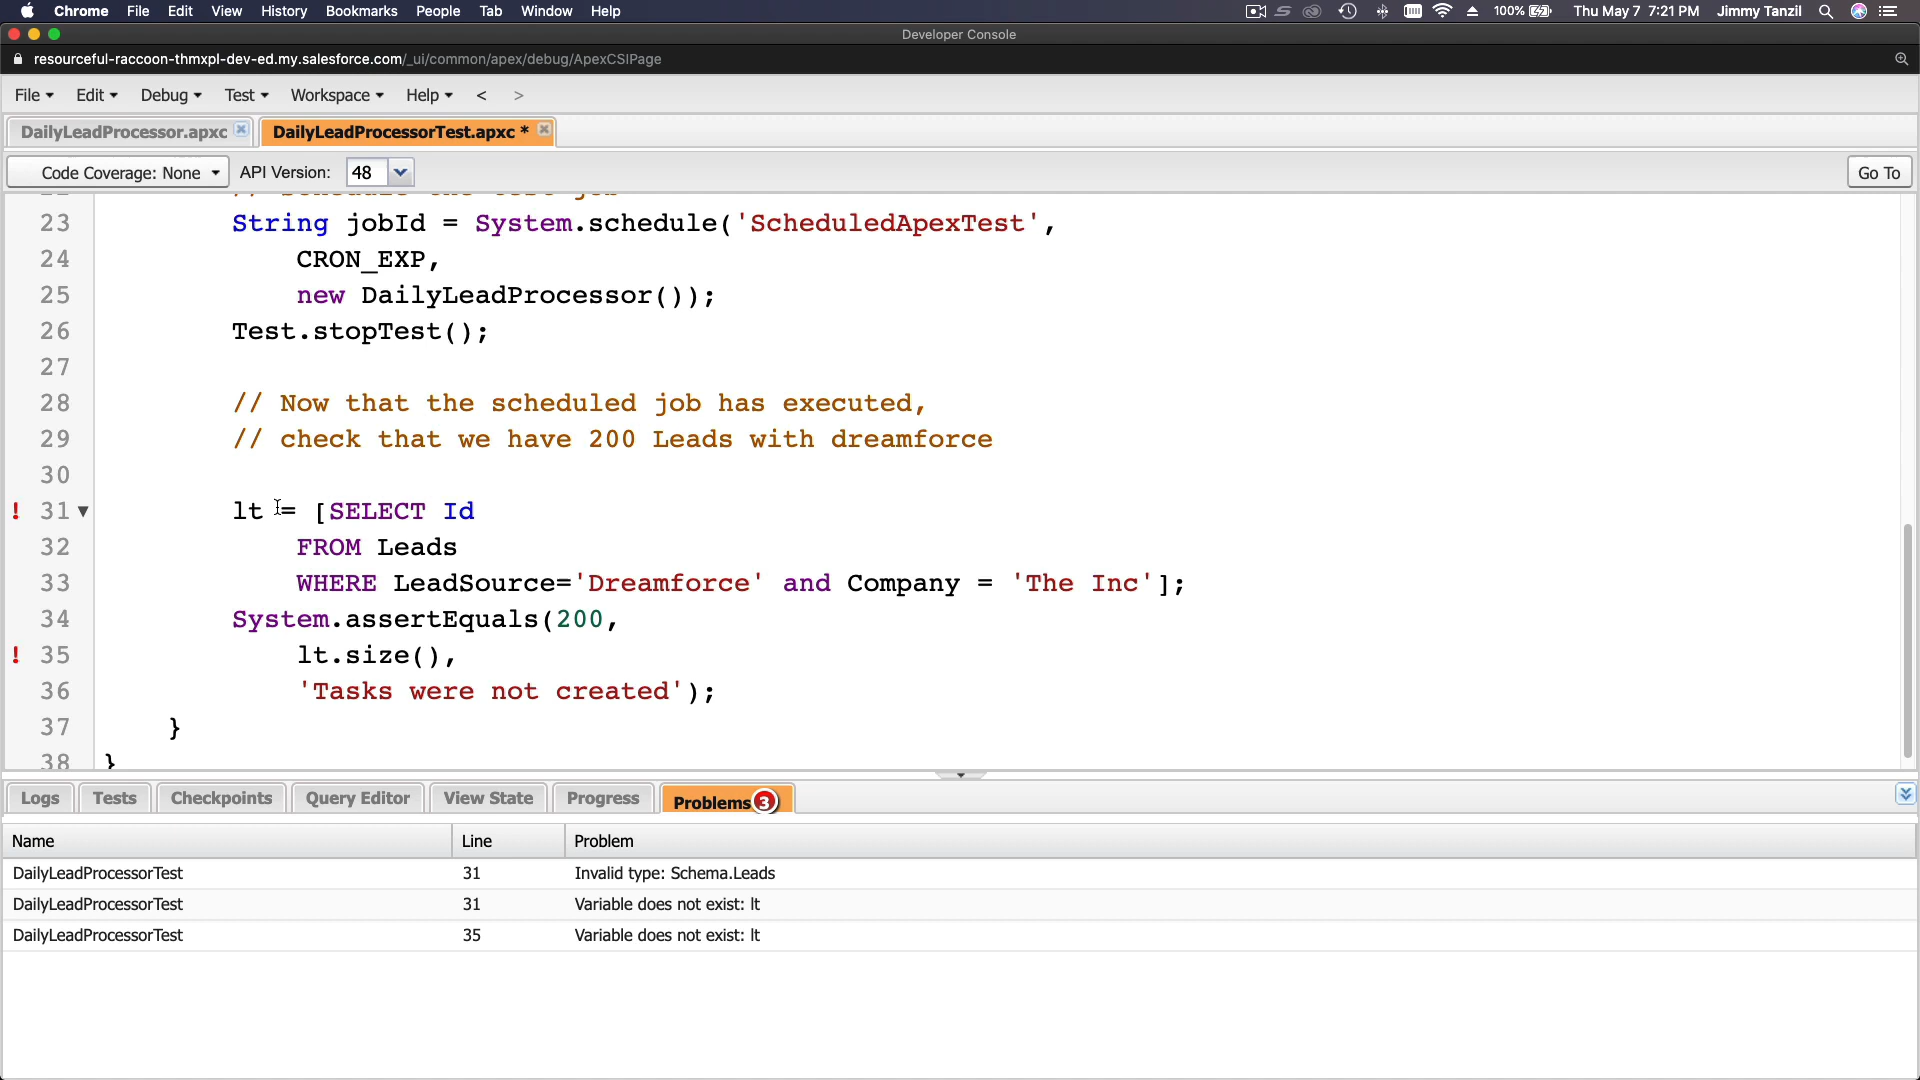 Chrome File Edit View History Bookmarks People Tab Window Help 100% Thu May 7 7:21 PM Jimmy Tanzil
Developer Console
resourceful-raccoon-thmxpl-dev-ed.my.salesforce.com/_ui/common/apex/debug/ApexCSIPage
File Edit Debug Test Workspace Help < >
DailyLeadProcessor.apxc DailyLeadProcessorTest.apxc *
Code Coverage: None API Version: 48 Go To
23 String jobId = System.schedule('ScheduledApexTest',
24 CRON_EXP,
25 new DailyLeadProcessor());
26 Test.stopTest();
27
28 // Now that the scheduled job has executed,
29 // check that we have 200 Leads with dreamforce
30
! 31 lt = [SELECT Id
32 FROM Leads
33 WHERE LeadSource='Dreamforce' and Company = 'The Inc'];
34 System.assertEquals(200,
! 35 lt.size(),
36 'Tasks were not created');
37 }
38 }
Logs Tests Checkpoints Query Editor View State Progress Problems 3
Name Line Problem
DailyLeadProcessorTest 31 Invalid type: Schema.Leads
DailyLeadProcessorTest 31 Variable does not exist: lt
DailyLeadProcessorTest 35 Variable does not exist: lt